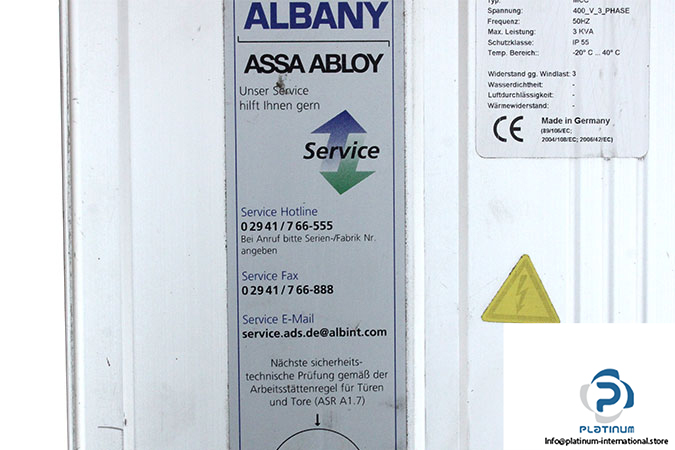 ALBANY
ASSA ABLOY
Unser Service
hilft Ihnen gern
Service
Service Hotline
0 29 41 / 7 66-555
Bei Anruf bitte Serien-/Fabrik Nr.
angeben
Service Fax
0 29 41 / 7 66-888
Service E-Mail
service.ads.de@albint.com
Nächste sicherheits-
technische Prüfung gemäß der
Arbeitsstättenregel für Türen
und Tore (ASR A1.7)
Typ: MCC
Spannung: 400_V_3_PHASE
Frequenz: 50HZ
Max. Leistung: 3 KVA
Schutzklasse: IP 55
Temp. Bereich:: -20° C ... 40° C
Widerstand gg. Windlast: 3
Wasserdichtheit: -
Luftdurchlässigkeit: -
Wärmewiderstand: -
CE
Made in Germany
(89/106/EC;
2004/108/EC; 2006/42/EC)
PLATINUM
Info@platinum-international.store